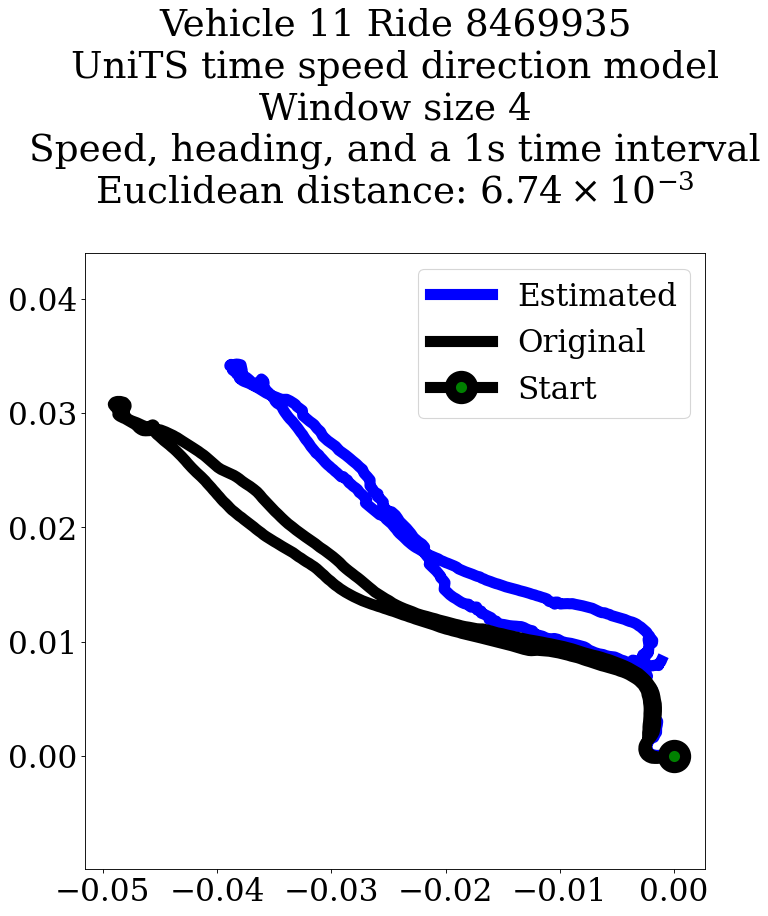 Vehicle 11 Ride 8469935
UniTS time speed direction model
Window size 4
Speed, heading, and a 1s time interval
Euclidean distance: 6.74 × 10⁻³
Estimated
Original
Start
0.04
0.03
0.02
0.01
0.00
−0.05 −0.04 −0.03 −0.02 −0.01 0.00